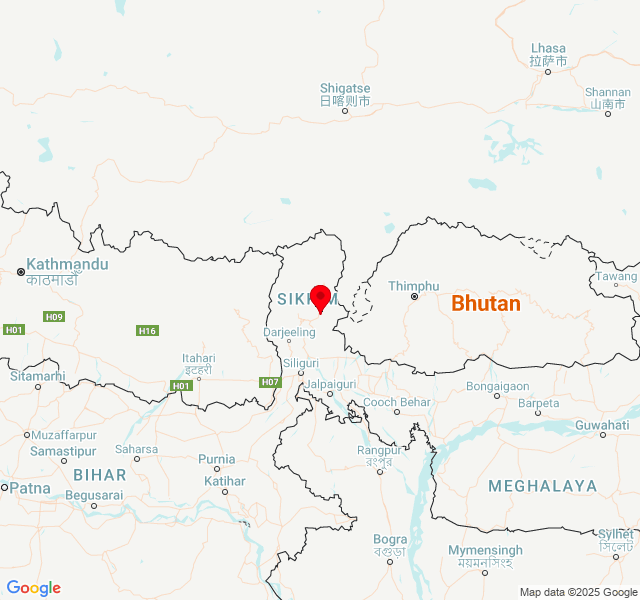 Lhasa
拉萨市
Shigatse
日喀则市
Shannan
山南市
Kathmandu
काठमाडौँ
Tawang
Thimphu
Bhutan
SIKKIM
H09
H01
H16
Darjeeling
Itahari
इटहरी
Siliguri
Sitamarhi
H01
H07
Jalpaiguri
Bongaigaon
Cooch Behar
Barpeta
Guwahati
Muzaffarpur
Samastipur
Saharsa
Rangpur
রংপুর
Purnia
BIHAR
Katihar
Patna
Begusarai
MEGHALAYA
Bogra
বগুড়া
Sylhet
সিলেট
Mymensingh
ময়মনসিংহ
Google
Map data ©2025 Google